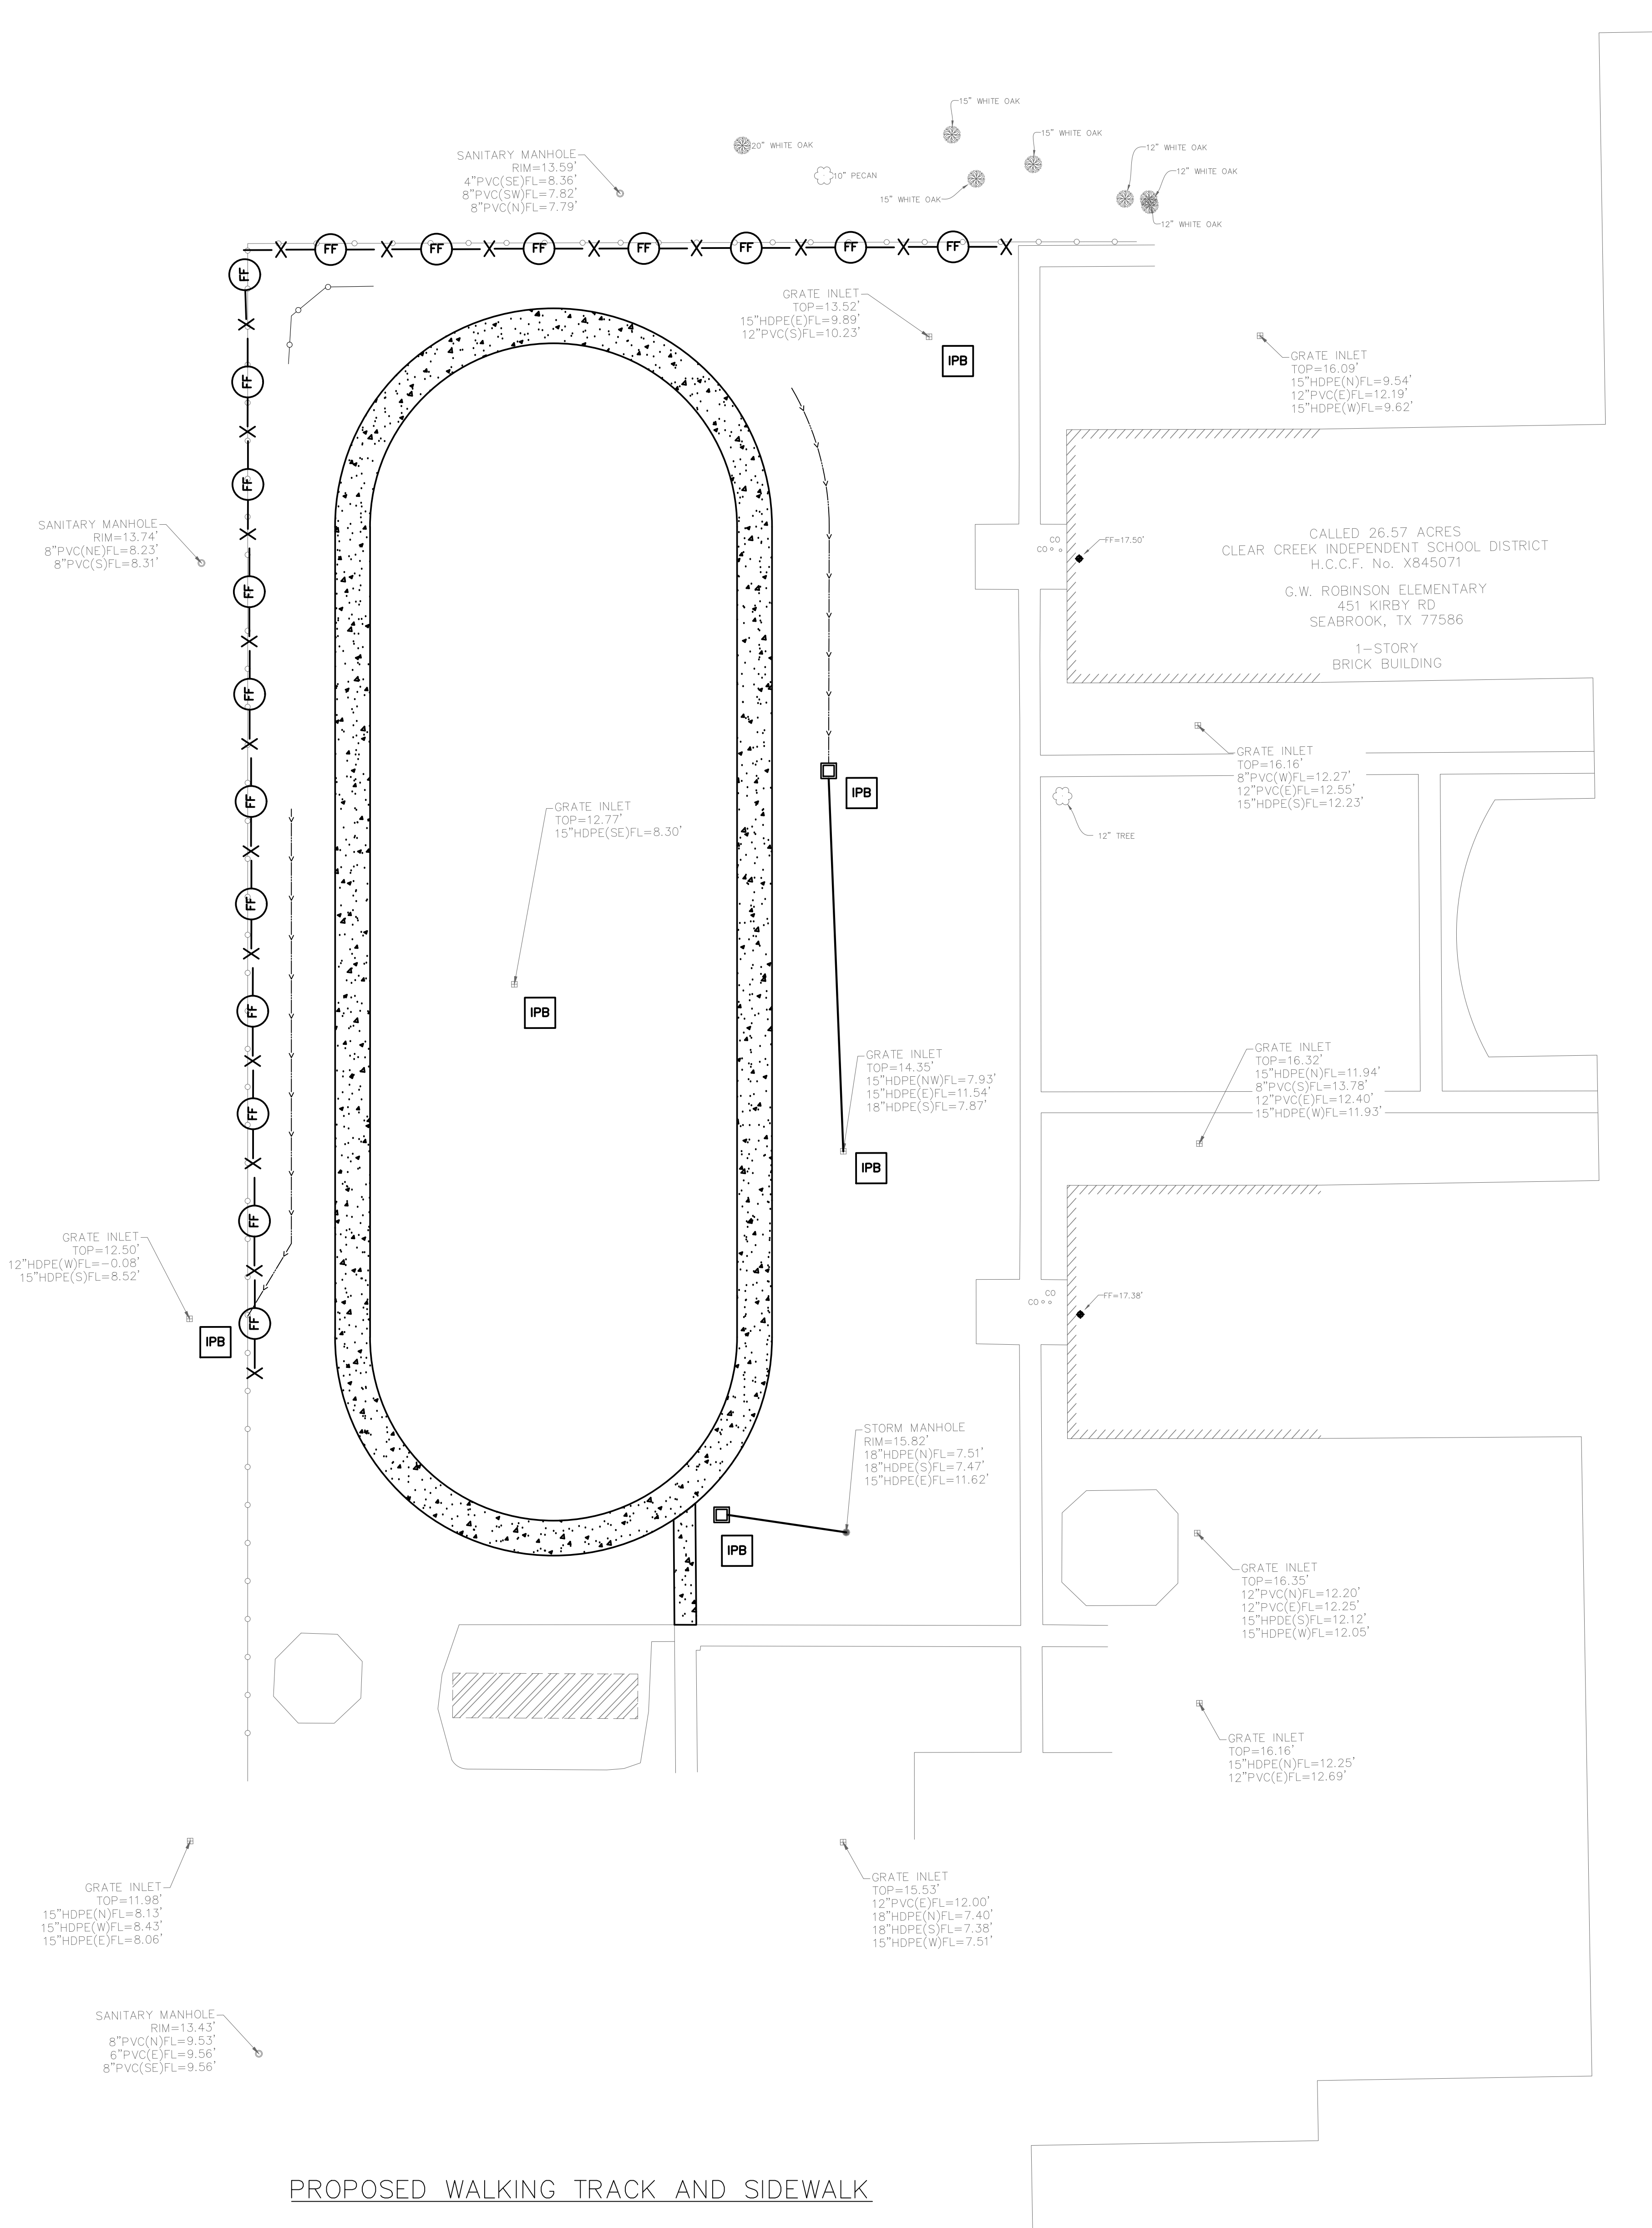 15" WHITE OAK
15" WHITE OAK
20" WHITE OAK
12" WHITE OAK
SANITARY MANHOLE
RIM=13.59'
4"PVC(SE)FL=8.36'
8"PVC(SW)FL=7.82'
8"PVC(N)FL=7.79'
10" PECAN
12" WHITE OAK
15" WHITE OAK
12" WHITE OAK
FF
FF
FF
FF
FF
FF
FF
FF
GRATE INLET
TOP=13.52'
15"HDPE(E)FL=9.89'
12"PVC(S)FL=10.23'
IPB
GRATE INLET
TOP=16.09'
15"HDPE(N)FL=9.54'
12"PVC(E)FL=12.19'
15"HDPE(W)FL=9.62'
FF
FF
SANITARY MANHOLE
RIM=13.74'
8"PVC(NE)FL=8.23'
8"PVC(S)FL=8.31'
CO
CO
FF=17.50'
CALLED 26.57 ACRES
CLEAR CREEK INDEPENDENT SCHOOL DISTRICT
H.C.C.F. No. X845071
G.W. ROBINSON ELEMENTARY
451 KIRBY RD
SEABROOK, TX 77586
1-STORY
BRICK BUILDING
FF
FF
GRATE INLET
TOP=16.16'
8"PVC(W)FL=12.27'
12"PVC(E)FL=12.55'
15"HDPE(S)FL=12.23'
IPB
FF
GRATE INLET
TOP=12.77'
15"HDPE(SE)FL=8.30'
12" TREE
FF
FF
IPB
GRATE INLET
TOP=14.35'
15"HDPE(NW)FL=7.93'
15"HDPE(E)FL=11.54'
18"HDPE(S)FL=7.87'
GRATE INLET
TOP=16.32'
15"HDPE(N)FL=11.94'
8"PVC(S)FL=13.78'
12"PVC(E)FL=12.40'
15"HDPE(W)FL=11.93'
FF
IPB
FF
GRATE INLET
TOP=12.50'
12"HDPE(W)FL=-0.08'
15"HDPE(S)FL=8.52'
CO
CO
FF=17.38'
FF
IPB
STORM MANHOLE
RIM=15.82'
18"HDPE(N)FL=7.51'
18"HDPE(S)FL=7.47'
15"HDPE(E)FL=11.62'
IPB
GRATE INLET
TOP=16.35'
12"PVC(N)FL=12.20'
12"PVC(E)FL=12.25'
15"HPDE(S)FL=12.12'
15"HDPE(W)FL=12.05'
GRATE INLET
TOP=16.16'
15"HDPE(N)FL=12.25'
12"PVC(E)FL=12.69'
GRATE INLET
TOP=11.98'
15"HDPE(N)FL=8.13'
15"HDPE(W)FL=8.43'
15"HDPE(E)FL=8.06'
GRATE INLET
TOP=15.53'
12"PVC(E)FL=12.00'
18"HDPE(N)FL=7.40'
18"HDPE(S)FL=7.38'
15"HDPE(W)FL=7.51'
SANITARY MANHOLE
RIM=13.43'
8"PVC(N)FL=9.53'
6"PVC(E)FL=9.56'
8"PVC(SE)FL=9.56'
PROPOSED WALKING TRACK AND SIDEWALK